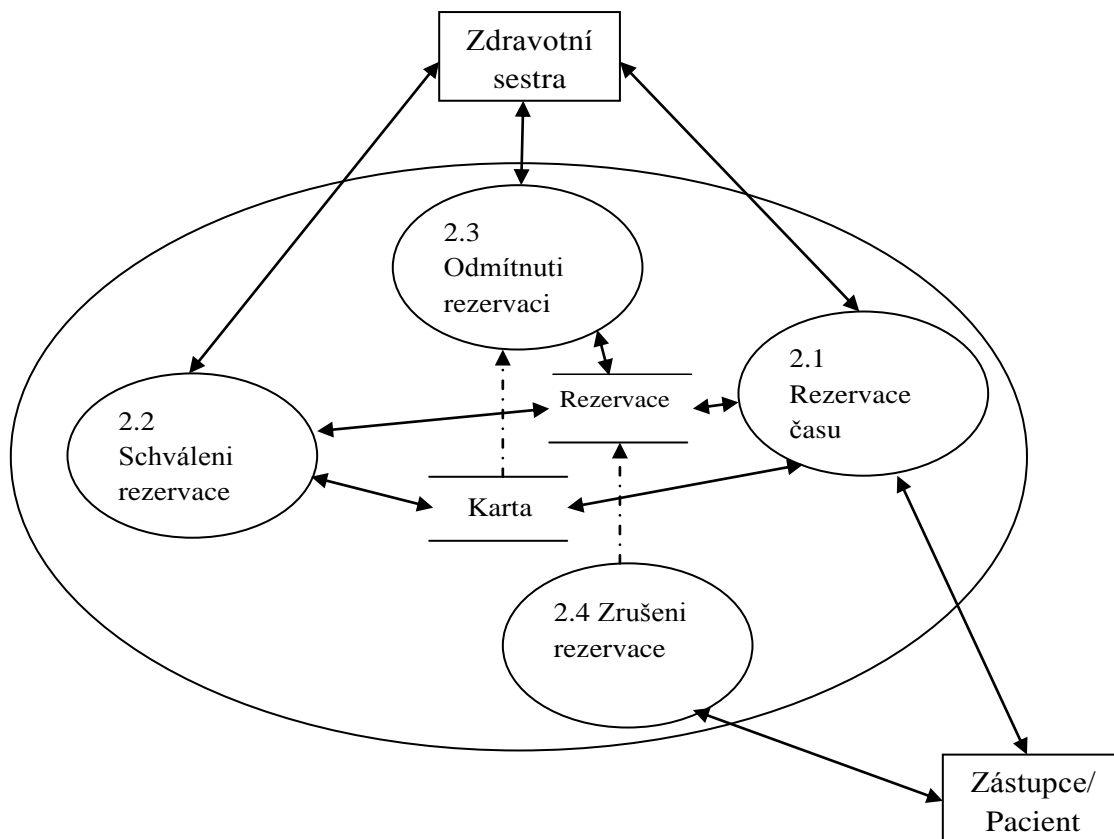 Zdravotní
sestra
2.3
Odmítnuti
rezervaci
2.1
Rezervace
času
Rezervace
2.2
Schváleni
rezervace
Karta
2.4 Zrušeni
rezervace
Zástupce/
Pacient